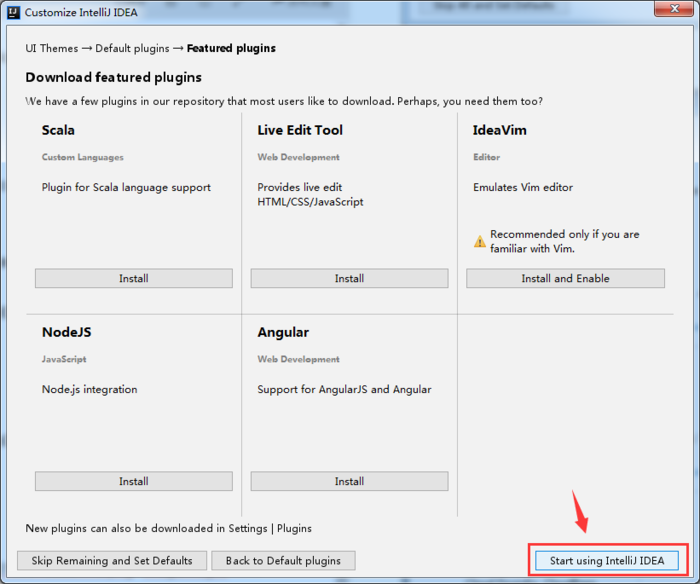 Customize IntelliJ IDEA
UI Themes → Default plugins → Featured plugins
Download featured plugins
We have a few plugins in our repository that most users like to download. Perhaps, you need them too?
Scala
Custom Languages
Plugin for Scala language support
Install
Live Edit Tool
Web Development
Provides live edit
HTML/CSS/JavaScript
Install
IdeaVim
Editor
Emulates Vim editor
Recommended only if you are
familiar with Vim.
Install and Enable
NodeJS
JavaScript
Node.js integration
Install
Angular
Web Development
Support for AngularJS and Angular
Install
New plugins can also be downloaded in Settings | Plugins
Skip Remaining and Set Defaults
Back to Default plugins
Start using IntelliJ IDEA